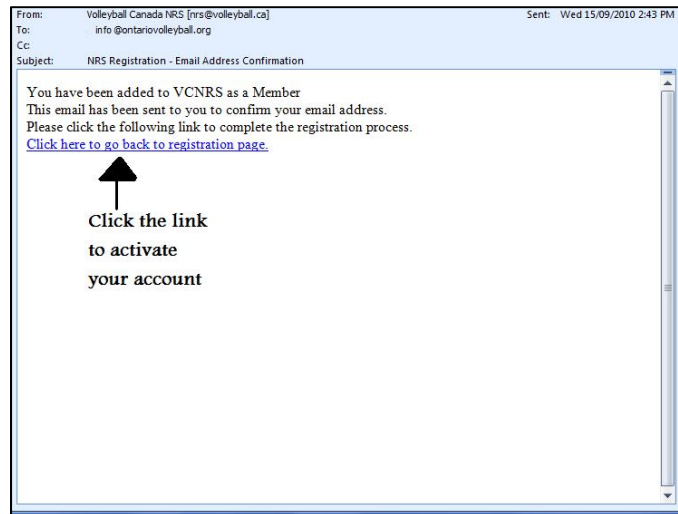 From: Volleyball Canada NRS [nrs@volleyball.ca] Sent: Wed 15/09/2010 2:43 PM
To: info @ontariovolleyball.org
Cc:
Subject: NRS Registration - Email Address Confirmation
You have been added to VCNRS as a Member
This email has been sent to you to confirm your email address.
Please click the following link to complete the registration process.
Click here to go back to registration page.
Click the link
to activate
your account